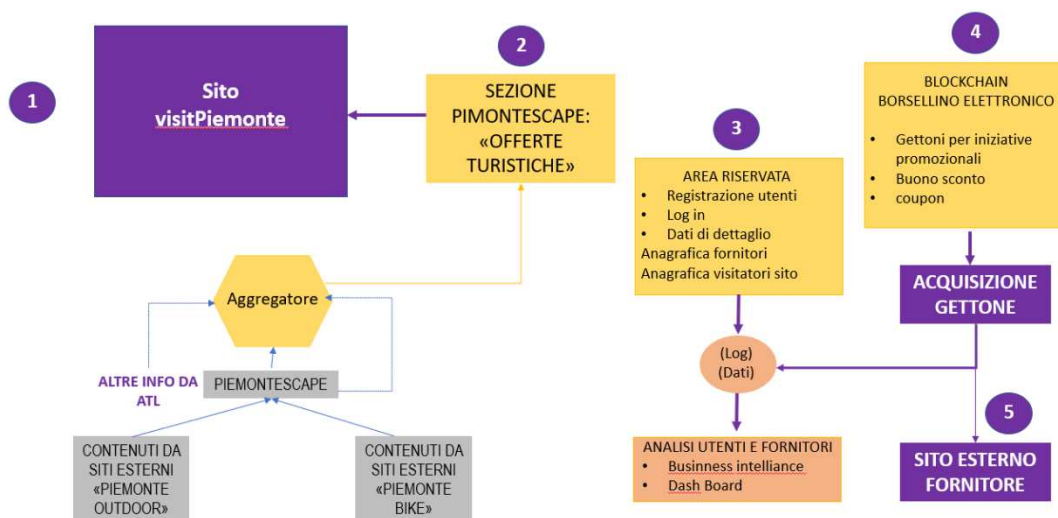 1
Sito
visitPiemonte
2
SEZIONE
PIMONTESCAPE:
«OFFERTE
TURISTICHE»
3
AREA RISERVATA
• Registrazione utenti
• Log in
• Dati di dettaglio
Anagrafica fornitori
Anagrafica visitatori sito
4
BLOCKCHAIN
BORSELLINO ELETTRONICO
• Gettoni per iniziative
promozionali
• Buono sconto
• coupon
ACQUISIZIONE
GETTONE
Aggregatore
ALTRE INFO DA
ATL
PIEMONTESCAPE
CONTENUTI DA
SITI ESTERNI
«PIEMONTE
OUTDOOR»
CONTENUTI DA
SITI ESTERNI
«PIEMONTE
BIKE»
(Log)
(Dati)
ANALISI UTENTI E FORNITORI
• Businness intelliance
• Dash Board
5
SITO ESTERNO
FORNITORE